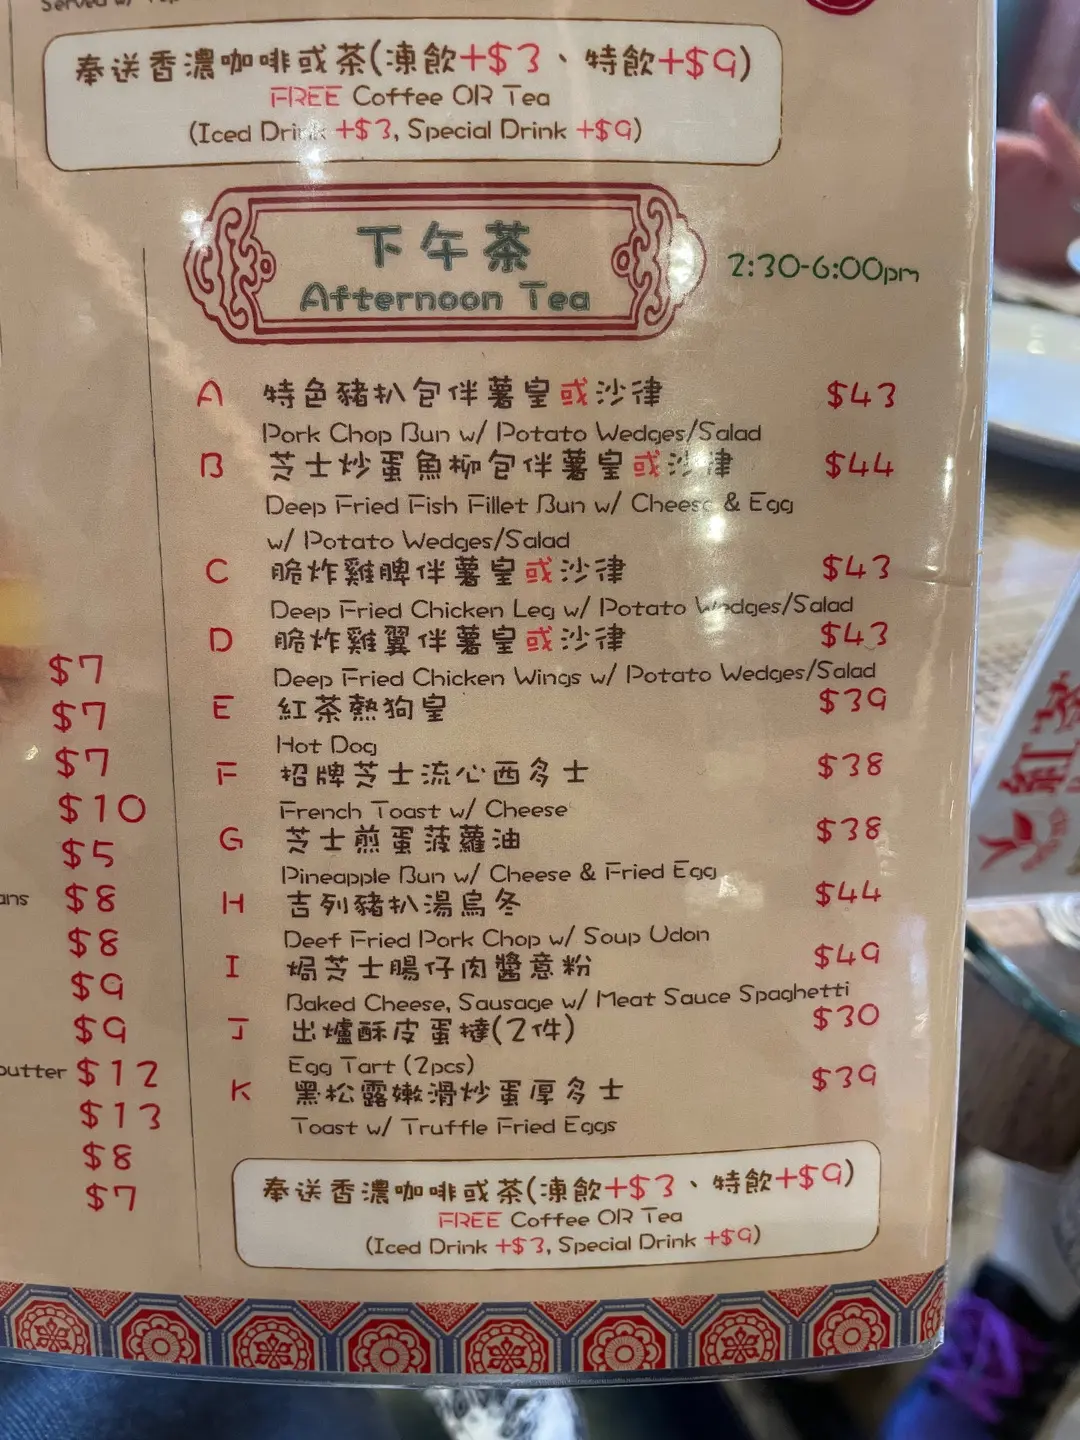 Served w/
奉送香濃咖啡或茶(凍飲+$3、特飲+$9)
FREE Coffee OR Tea
(Iced Drink +$3, Special Drink +$9)
下午茶
Afternoon Tea
2:30-6:00pm
A 特色豬扒包伴薯皇或沙律 $43
Pork Chop Bun w/ Potato Wedges/Salad
B 芝士炒蛋魚柳包伴薯皇或沙律 $44
Deep Fried Fish Fillet Bun w/ Cheese & Egg
w/ Potato Wedges/Salad
C 脆炸雞脾伴薯皇或沙律 $43
Deep Fried Chicken Leg w/ Potato Wedges/Salad
D 脆炸雞翼伴薯皇或沙律 $43
Deep Fried Chicken Wings w/ Potato Wedges/Salad
E 紅茶熱狗皇 $39
Hot Dog
F 招牌芝士流心西多士 $38
French Toast w/ Cheese
G 芝士煎蛋菠蘿油 $38
Pineapple Bun w/ Cheese & Fried Egg
H 吉列豬扒湯烏冬 $44
Deef Fried Pork Chop w/ Soup Udon
I 焗芝士腸仔肉醬意粉 $49
Baked Cheese, Sausage w/ Meat Sauce Spaghetti
J 出爐酥皮蛋撻(2件) $30
Egg Tart (2pcs)
K 黑松露嫩滑炒蛋厚多士 $39
Toast w/ Truffle Fried Eggs
奉送香濃咖啡或茶(凍飲+$3、特飲+$9)
FREE Coffee OR Tea
(Iced Drink +$3, Special Drink +$9)
$7
$7
$7
$10
$5
ans $8
$8
$9
$9
butter $12
$13
$8
$7
紅茶